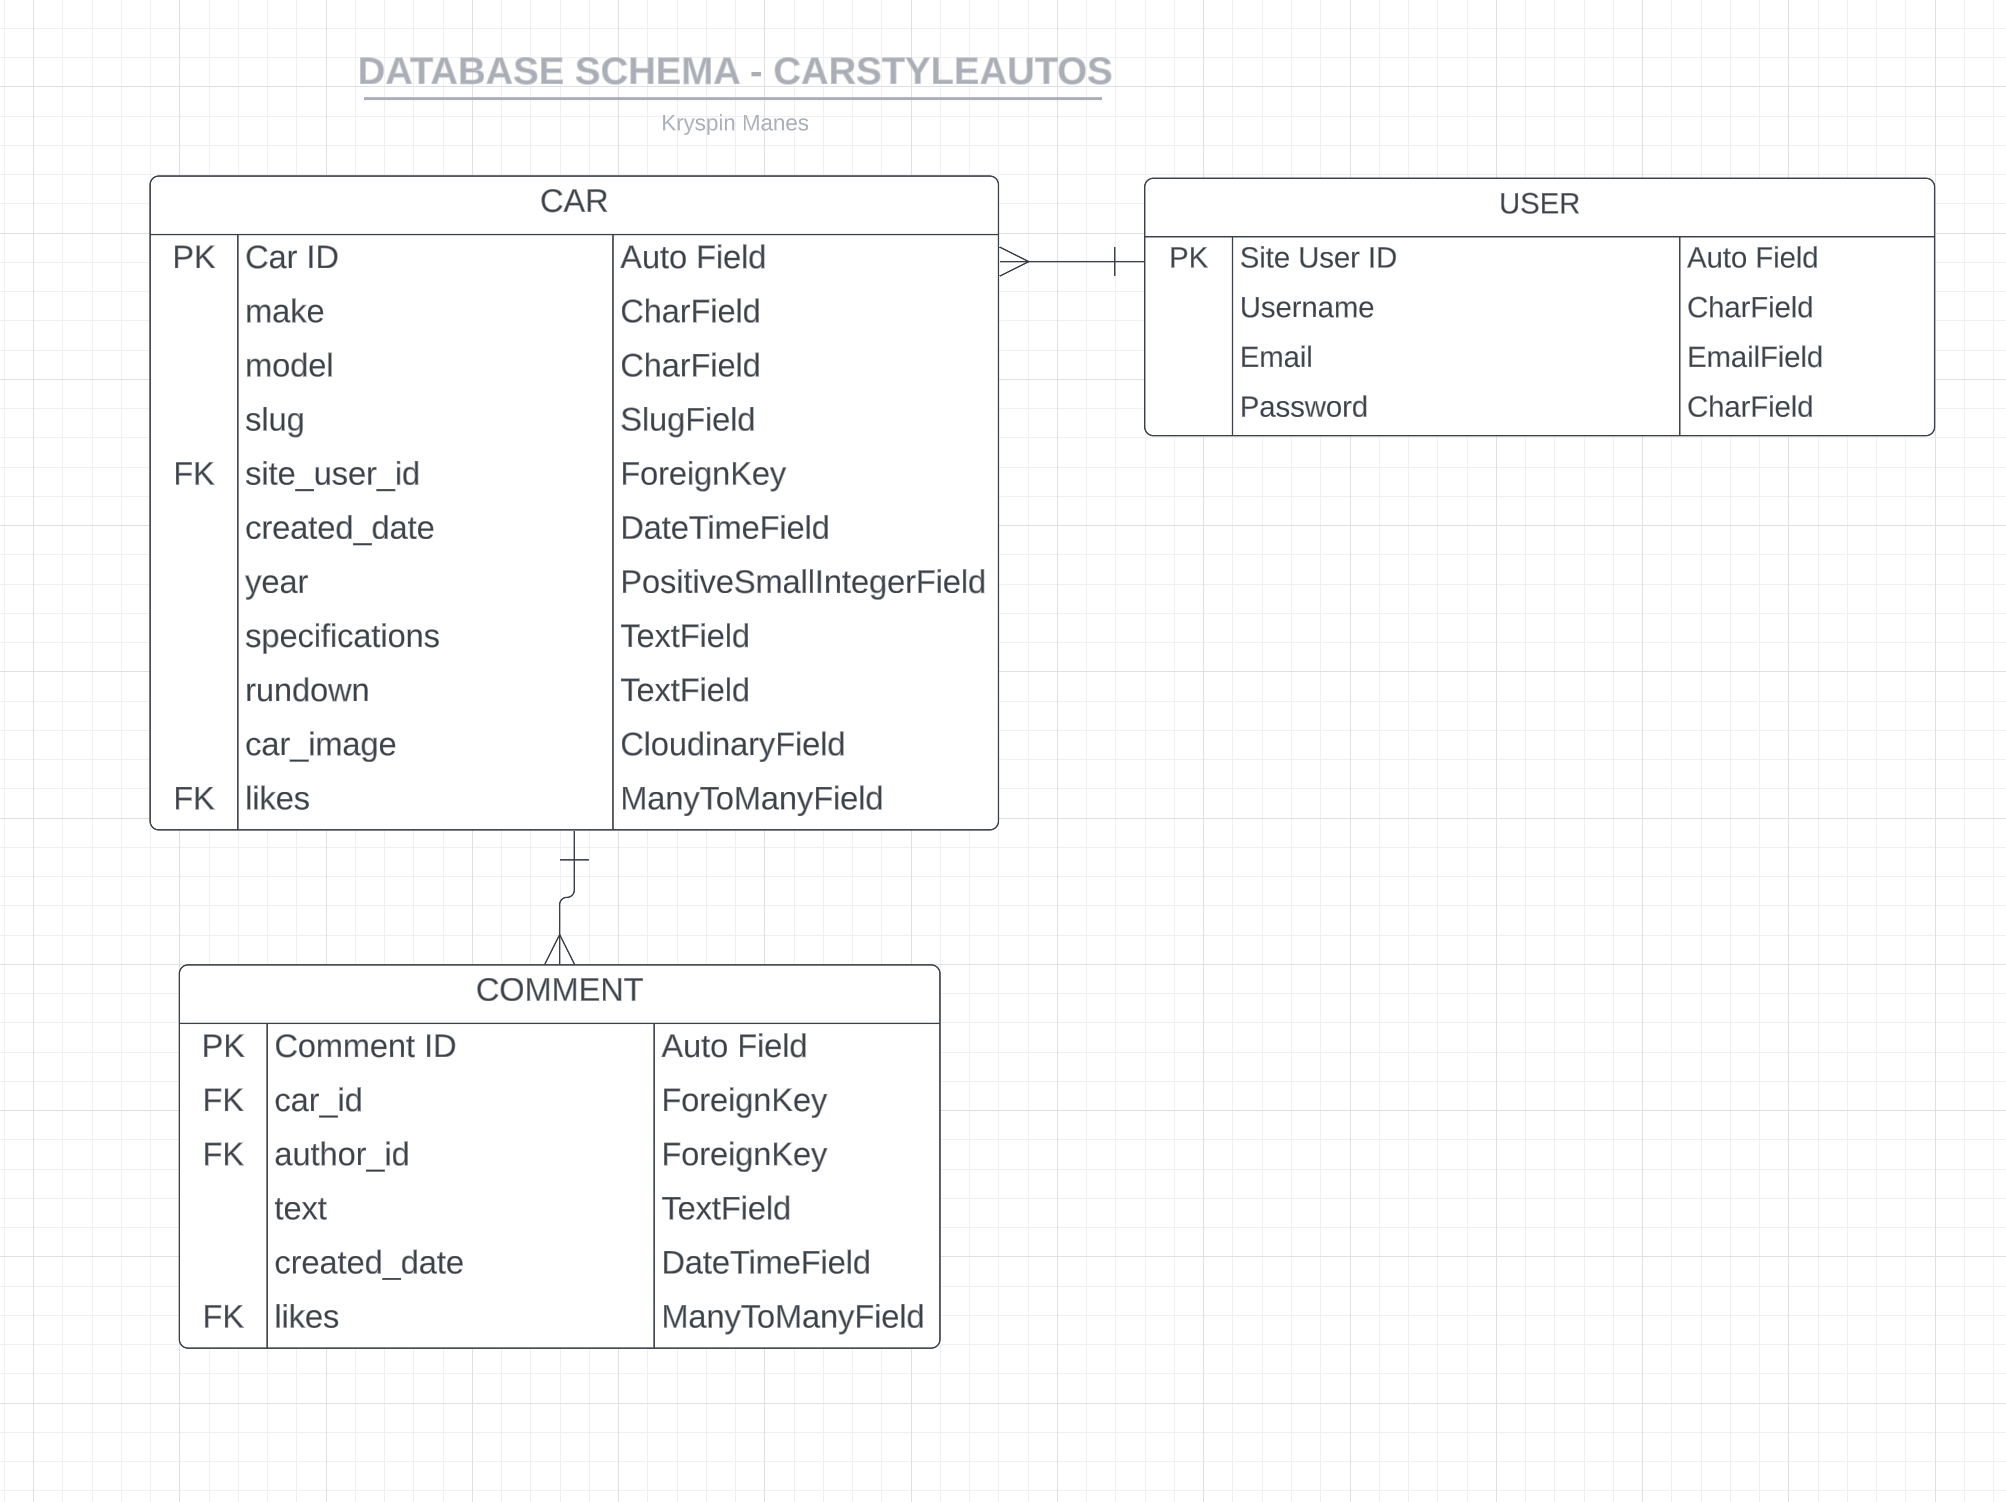 DATABASE SCHEMA - CARSTYLEAUTOS
Kryspin Manes
CAR
PK Car ID Auto Field
make CharField
model CharField
slug SlugField
FK site_user_id ForeignKey
created_date DateTimeField
year PositiveSmallIntegerField
specifications TextField
rundown TextField
car_image CloudinaryField
FK likes ManyToManyField
USER
PK Site User ID Auto Field
Username CharField
Email EmailField
Password CharField
COMMENT
PK Comment ID Auto Field
FK car_id ForeignKey
FK author_id ForeignKey
text TextField
created_date DateTimeField
FK likes ManyToManyField